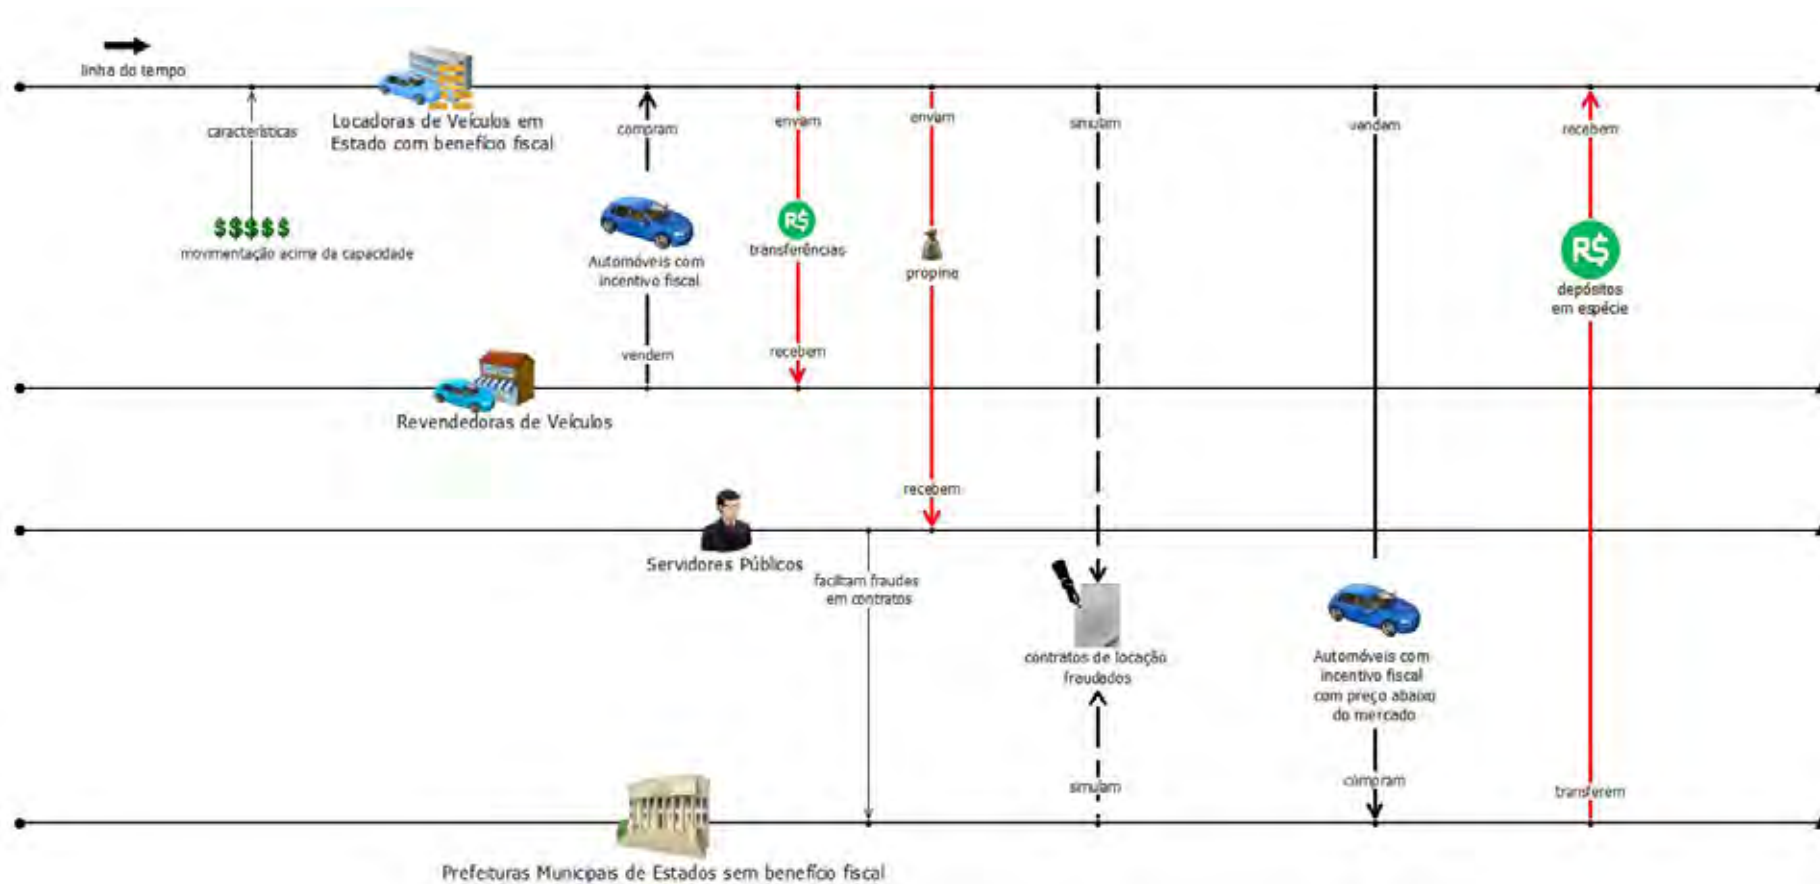 linha do tempo
características
Locadoras de Veículos em
Estado com benefício fiscal
$$$$$
movimentação acima da capacidade
compram
Automóveis com
incentivo fiscal
vendem
enviam
R$
transferências
recebem
enviam
propina
recebem
simulam
vendem
recebem
R$
depósitos
em espécie
Revendedoras de Veículos
Servidores Públicos
facilitam fraudes
em contratos
contratos de locação
fraudados
simulam
Automóveis com
incentivo fiscal
com preço abaixo
do mercado
compram
transferem
Prefeituras Municipais de Estados sem benefício fiscal